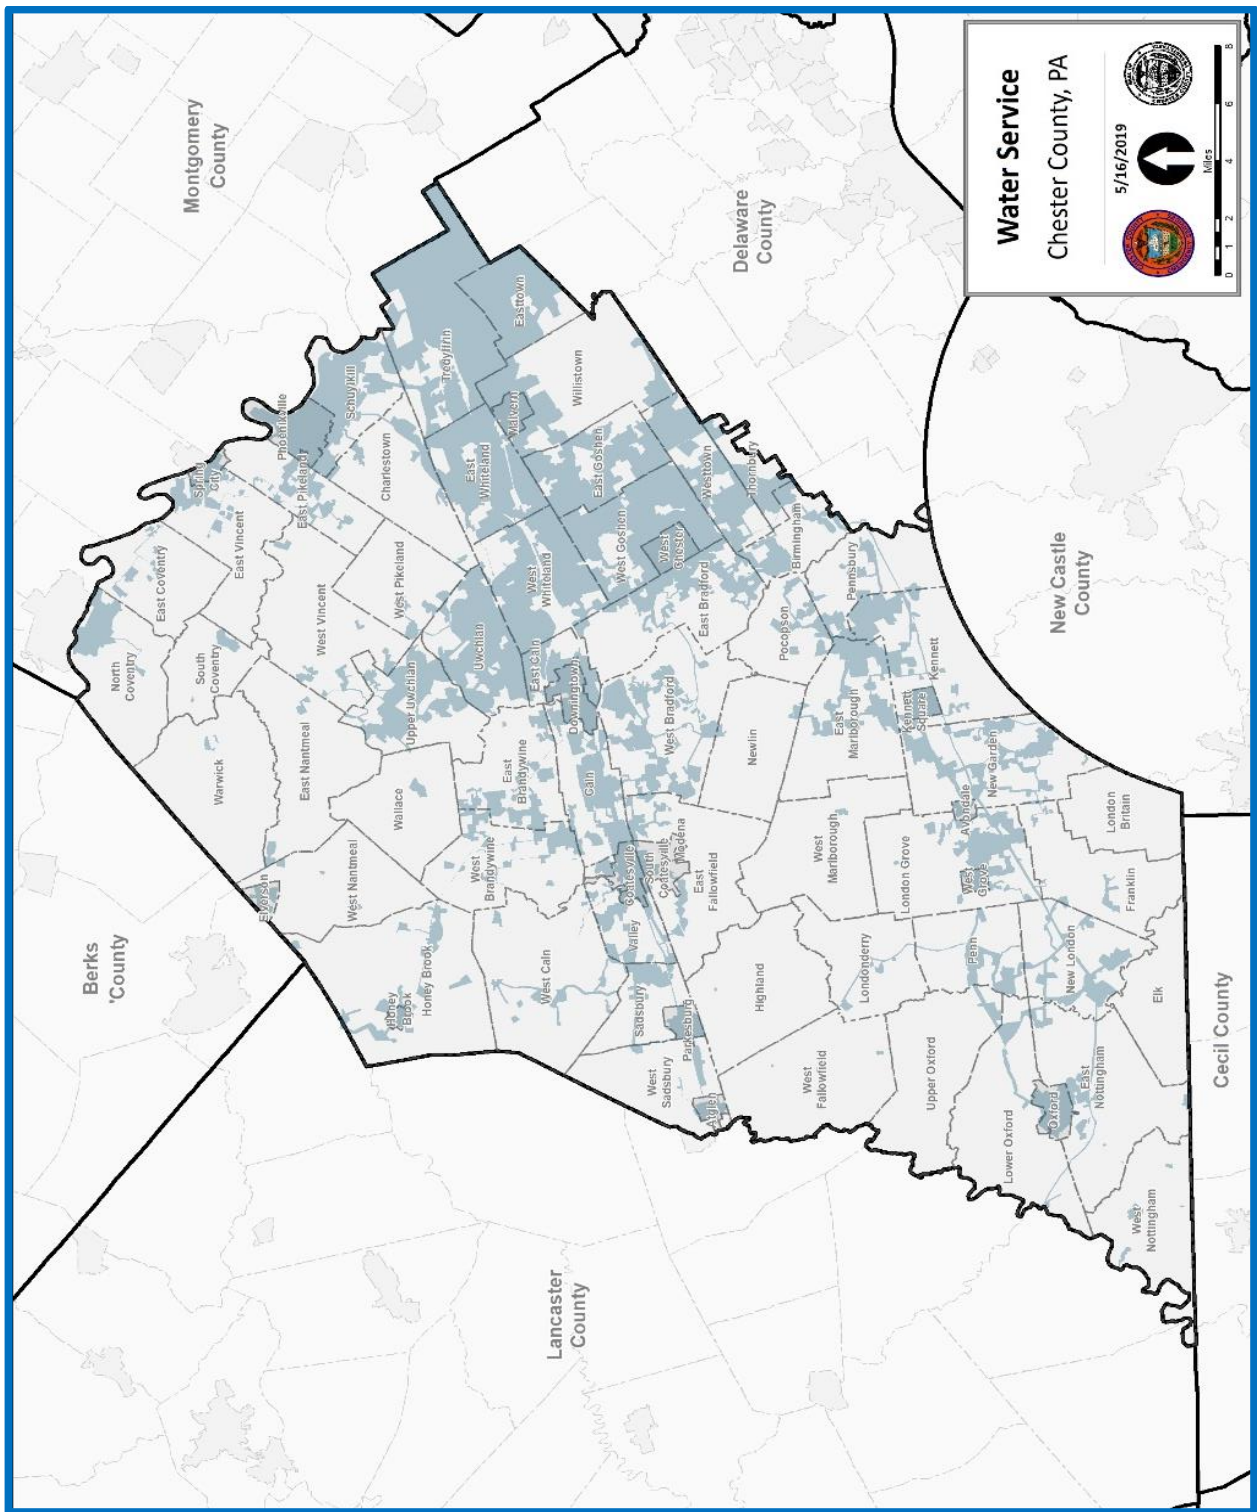 Water Service
Chester County, PA
5/16/2019
0 1 2 4 6 8
Miles
Montgomery
County
Delaware
County
New Castle
County
Cecil County
Lancaster
County
Berks
County
North
Coventry
East Coventry
South
Coventry
East Vincent
Spring
City
East Pikeland
Phoenixville
Schuylkill
Charlestown
West Vincent
West Pikeland
Warwick
East Nantmeal
Upper Uwchlan
Uwchlan
Elverson
West Nantmeal
Wallace
East
Brandywine
West
Brandywine
Honey
Brook
Honey Brook
West Caln
Tredyffrin
Easttown
Malvern
Willistown
East
Whiteland
West
Whiteland
East Goshen
West Goshen
West
Chester
Westtown
Thornbury
East Caln
Downingtown
Caln
East Bradford
West Bradford
Birmingham
Pocopson
Pennsbury
Newlin
Coatesville
South
Coatesville
Modena
Valley
East
Fallowfield
Sadsbury
Parkesburg
West
Sadsbury
Atglen
Highland
West
Fallowfield
Londonderry
Upper Oxford
Lower Oxford
Oxford
East
Nottingham
West
Nottingham
Elk
New London
Penn
Franklin
London
Britain
London Grove
West
Grove
Avondale
New Garden
West
Marlborough
East
Marlborough
Kennett
Square
Kennett